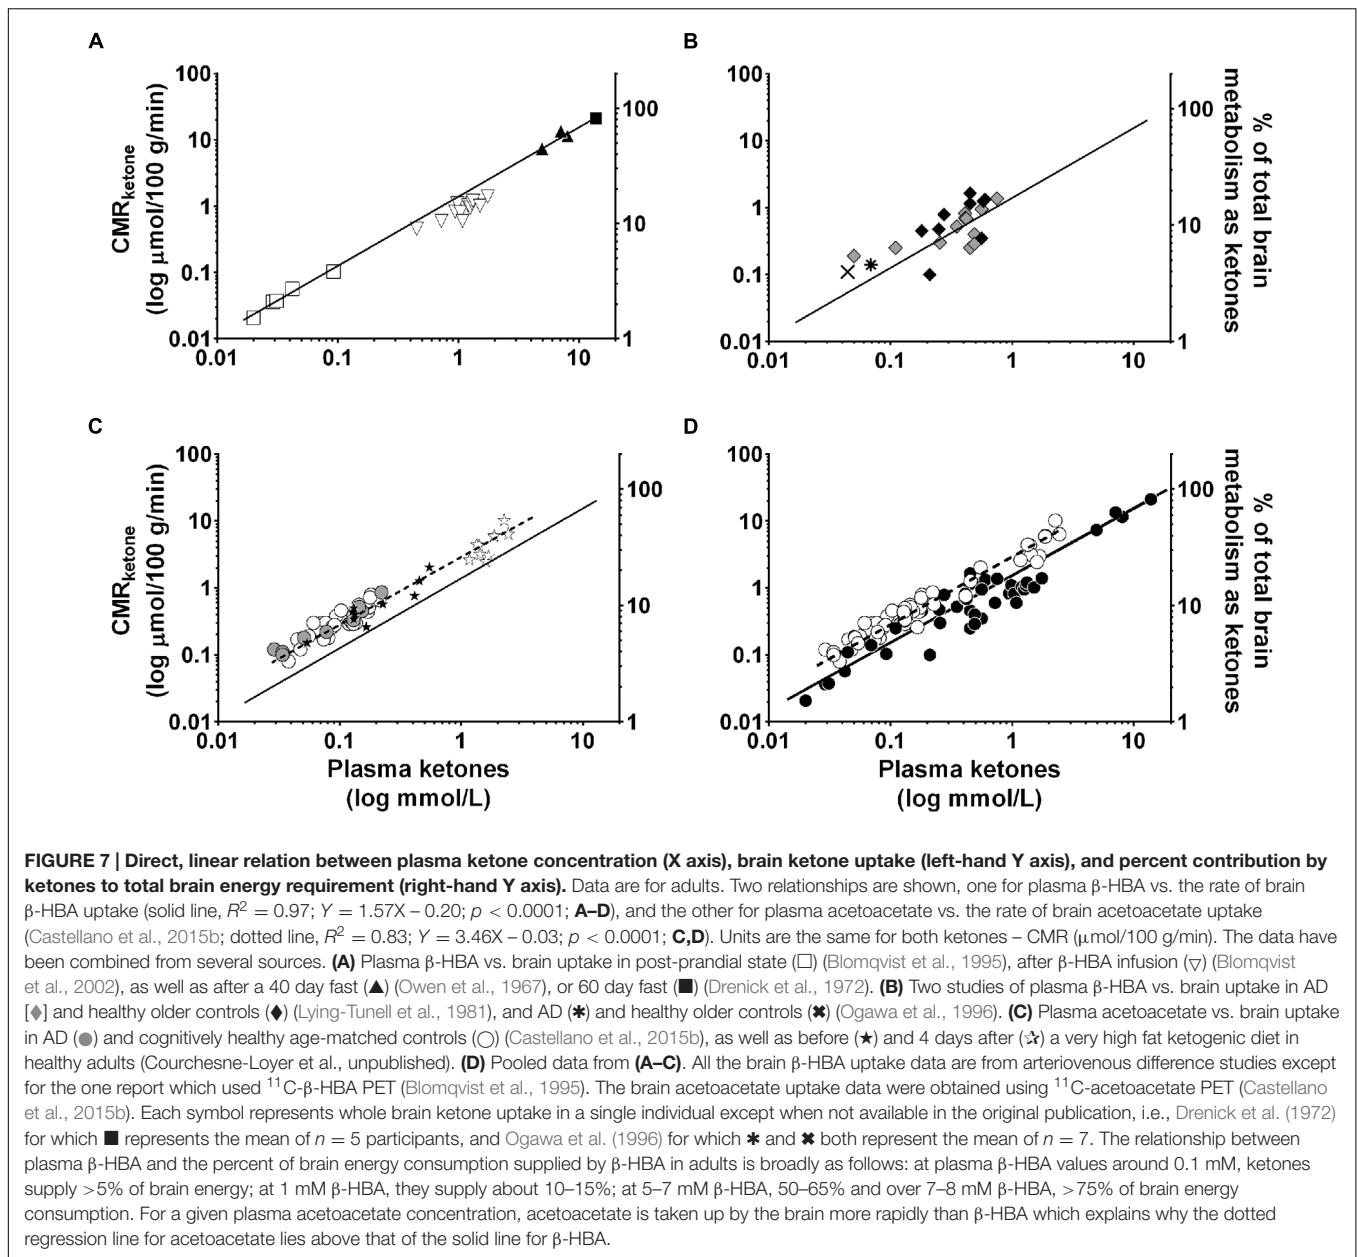 A
B
100
10
1
0.1
0.01
CMRketone
(log μmol/100 g/min)
0.01 0.1 1 10
100
10
1
100
10
1
0.1
0.01
0.01 0.1 1 10
100
10
1
% of total brain
metabolism as ketones
C
D
100
10
1
0.1
0.01
CMRketone
(log μmol/100 g/min)
0.01 0.1 1 10
Plasma ketones
(log mmol/L)
100
10
1
100
10
1
0.1
0.01
0.01 0.1 1 10
Plasma ketones
(log mmol/L)
100
10
1
% of total brain
metabolism as ketones
FIGURE 7 | Direct, linear relation between plasma ketone concentration (X axis), brain ketone uptake (left-hand Y axis), and percent contribution by
ketones to total brain energy requirement (right-hand Y axis). Data are for adults. Two relationships are shown, one for plasma β-HBA vs. the rate of brain
β-HBA uptake (solid line, R² = 0.97; Y = 1.57X – 0.20; p < 0.0001; A–D), and the other for plasma acetoacetate vs. the rate of brain acetoacetate uptake
(Castellano et al., 2015b; dotted line, R² = 0.83; Y = 3.46X – 0.03; p < 0.0001; C,D). Units are the same for both ketones – CMR (μmol/100 g/min). The data have
been combined from several sources. (A) Plasma β-HBA vs. brain uptake in post-prandial state (□) (Blomqvist et al., 1995), after β-HBA infusion (▽) (Blomqvist
et al., 2002), as well as after a 40 day fast (▲) (Owen et al., 1967), or 60 day fast (■) (Drenick et al., 1972). (B) Two studies of plasma β-HBA vs. brain uptake in AD
[♦] and healthy older controls (♦) (Lying-Tunell et al., 1981), and AD (✱) and healthy older controls (✖) (Ogawa et al., 1996). (C) Plasma acetoacetate vs. brain uptake
in AD (●) and cognitively healthy age-matched controls (○) (Castellano et al., 2015b), as well as before (★) and 4 days after (✰) a very high fat ketogenic diet in
healthy adults (Courchesne-Loyer et al., unpublished). (D) Pooled data from (A–C). All the brain β-HBA uptake data are from arteriovenous difference studies except
for the one report which used ¹¹C-β-HBA PET (Blomqvist et al., 1995). The brain acetoacetate uptake data were obtained using ¹¹C-acetoacetate PET (Castellano
et al., 2015b). Each symbol represents whole brain ketone uptake in a single individual except when not available in the original publication, i.e., Drenick et al. (1972)
for which ■ represents the mean of n = 5 participants, and Ogawa et al. (1996) for which ✱ and ✖ both represent the mean of n = 7. The relationship between
plasma β-HBA and the percent of brain energy consumption supplied by β-HBA in adults is broadly as follows: at plasma β-HBA values around 0.1 mM, ketones
supply >5% of brain energy; at 1 mM β-HBA, they supply about 10–15%; at 5–7 mM β-HBA, 50–65% and over 7–8 mM β-HBA, >75% of brain energy
consumption. For a given plasma acetoacetate concentration, acetoacetate is taken up by the brain more rapidly than β-HBA which explains why the dotted
regression line for acetoacetate lies above that of the solid line for β-HBA.